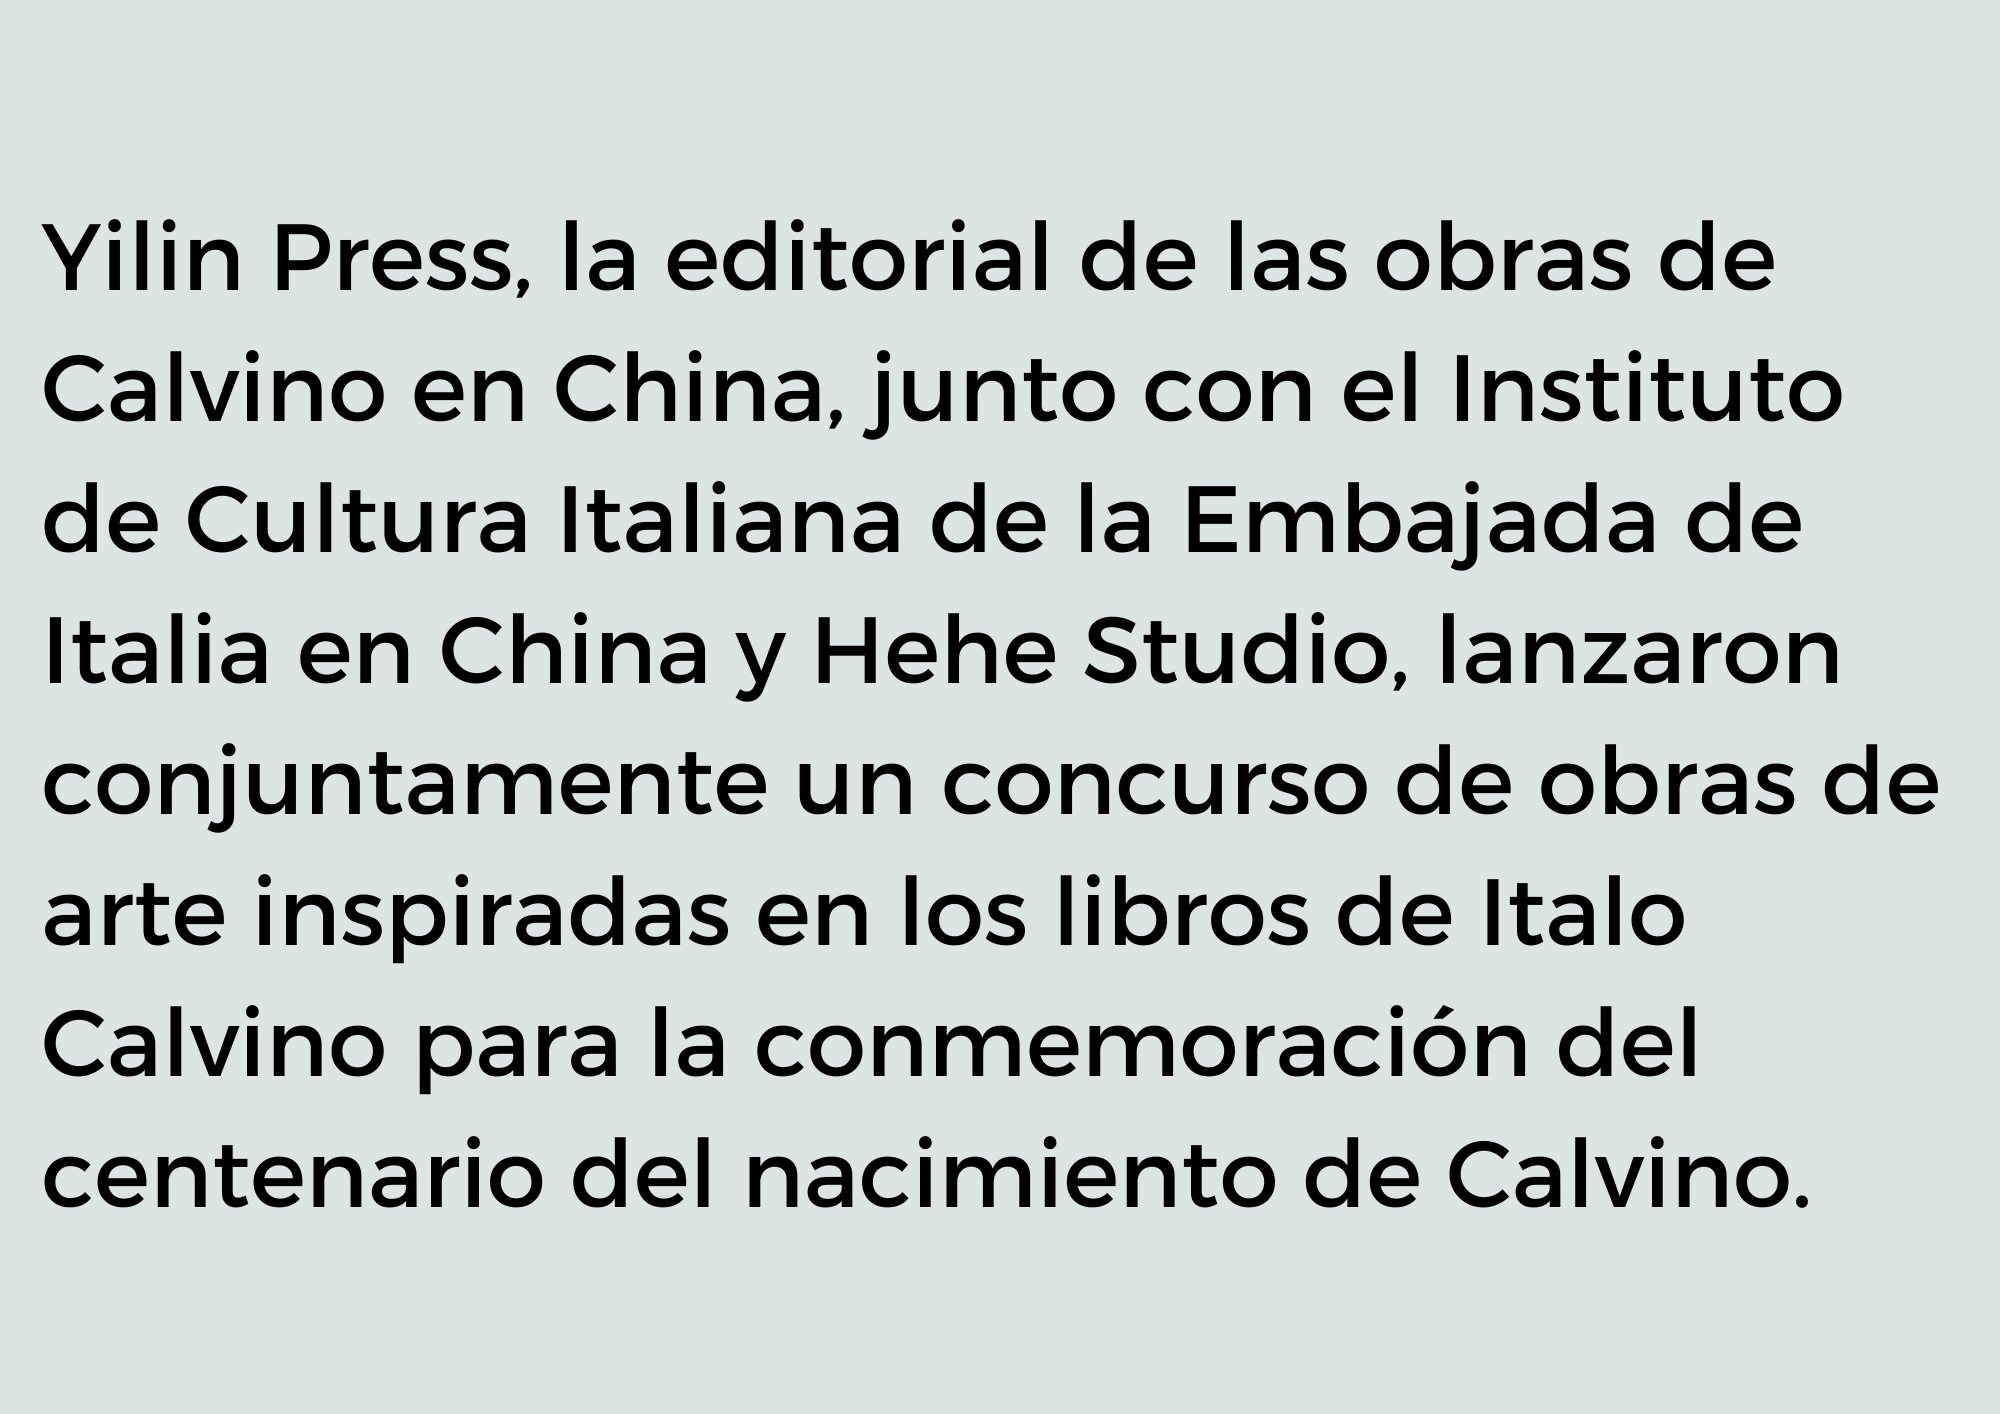 Yilin Press, la editorial de las obras de
Calvino en China, junto con el Instituto
de Cultura Italiana de la Embajada de
Italia en China y Hehe Studio, lanzaron
conjuntamente un concurso de obras de
arte inspiradas en los libros de Italo
Calvino para la conmemoración del
centenario del nacimiento de Calvino.